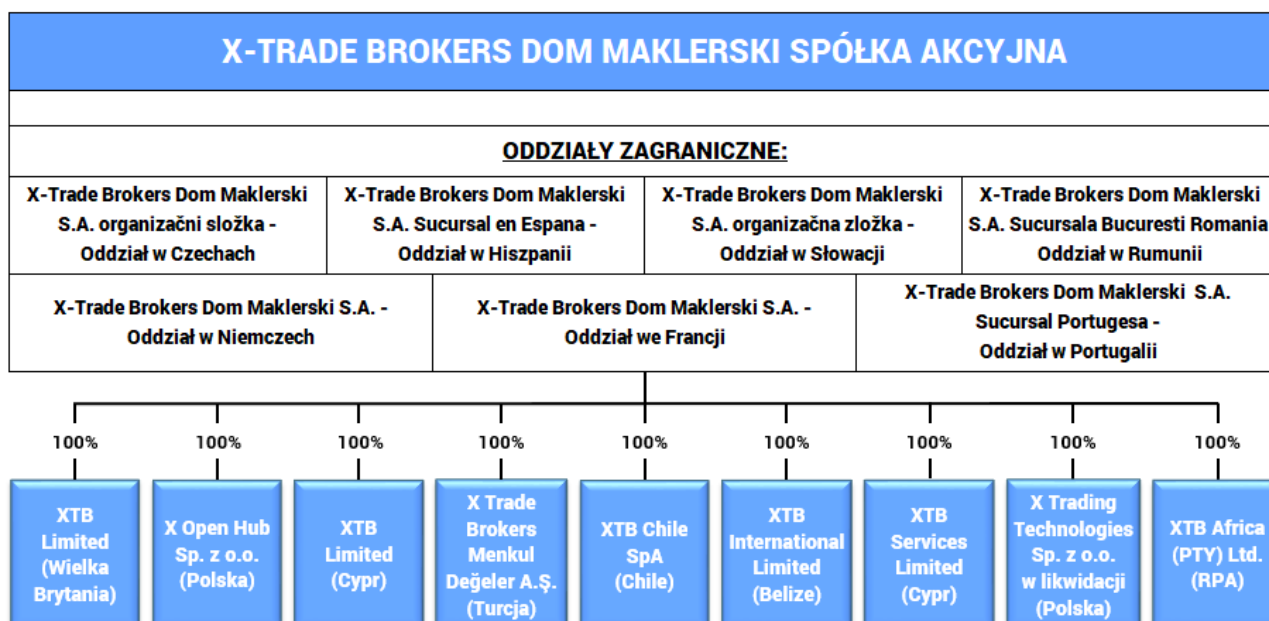 X-TRADE BROKERS DOM MAKLERSKI SPÓŁKA AKCYJNA
ODDZIAŁY ZAGRANICZNE:
X-Trade Brokers Dom Maklerski
S.A. organizačni složka -
Oddział w Czechach
X-Trade Brokers Dom Maklerski
S.A. Sucursal en Espana -
Oddział w Hiszpanii
X-Trade Brokers Dom Maklerski
S.A. organizačna zložka -
Oddział w Słowacji
X-Trade Brokers Dom Maklerski
S.A. Sucursala Bucuresti Romania
Oddział w Rumunii
X-Trade Brokers Dom Maklerski S.A. -
Oddział w Niemczech
X-Trade Brokers Dom Maklerski S.A. -
Oddział we Francji
X-Trade Brokers Dom Maklerski S.A.
Sucursal Portugesa -
Oddział w Portugalii
100%
100%
100%
100%
100%
100%
100%
100%
100%
XTB
Limited
(Wielka
Brytania)
X Open Hub
Sp. z o.o.
(Polska)
XTB
Limited
(Cypr)
X Trade
Brokers
Menkul
Değeler A.Ş.
(Turcja)
XTB Chile
SpA
(Chile)
XTB
International
Limited
(Belize)
XTB
Services
Limited
(Cypr)
X Trading
Technologies
Sp. z o.o.
w likwidacji
(Polska)
XTB Africa
(PTY) Ltd.
(RPA)